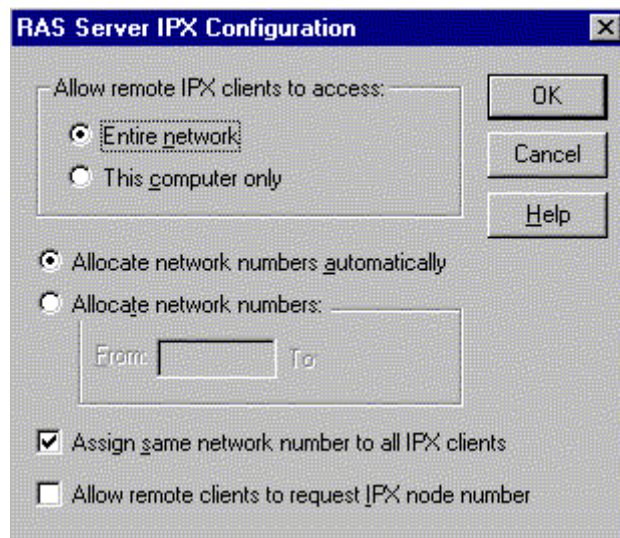 RAS Server IPX Configuration
Allow remote IPX clients to access:
Entire network
This computer only
OK
Cancel
Help
Allocate network numbers automatically
Allocate network numbers:
From: To
Assign same network number to all IPX clients
Allow remote clients to request IPX node number